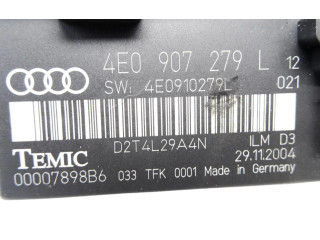 4E0 907 279 L 12
SW: 4E0910279L 021
D2T4L29A4N ILM D3
TEMIC 29.11.2004
00007898B6 033 TFK 0001 Made in Germany